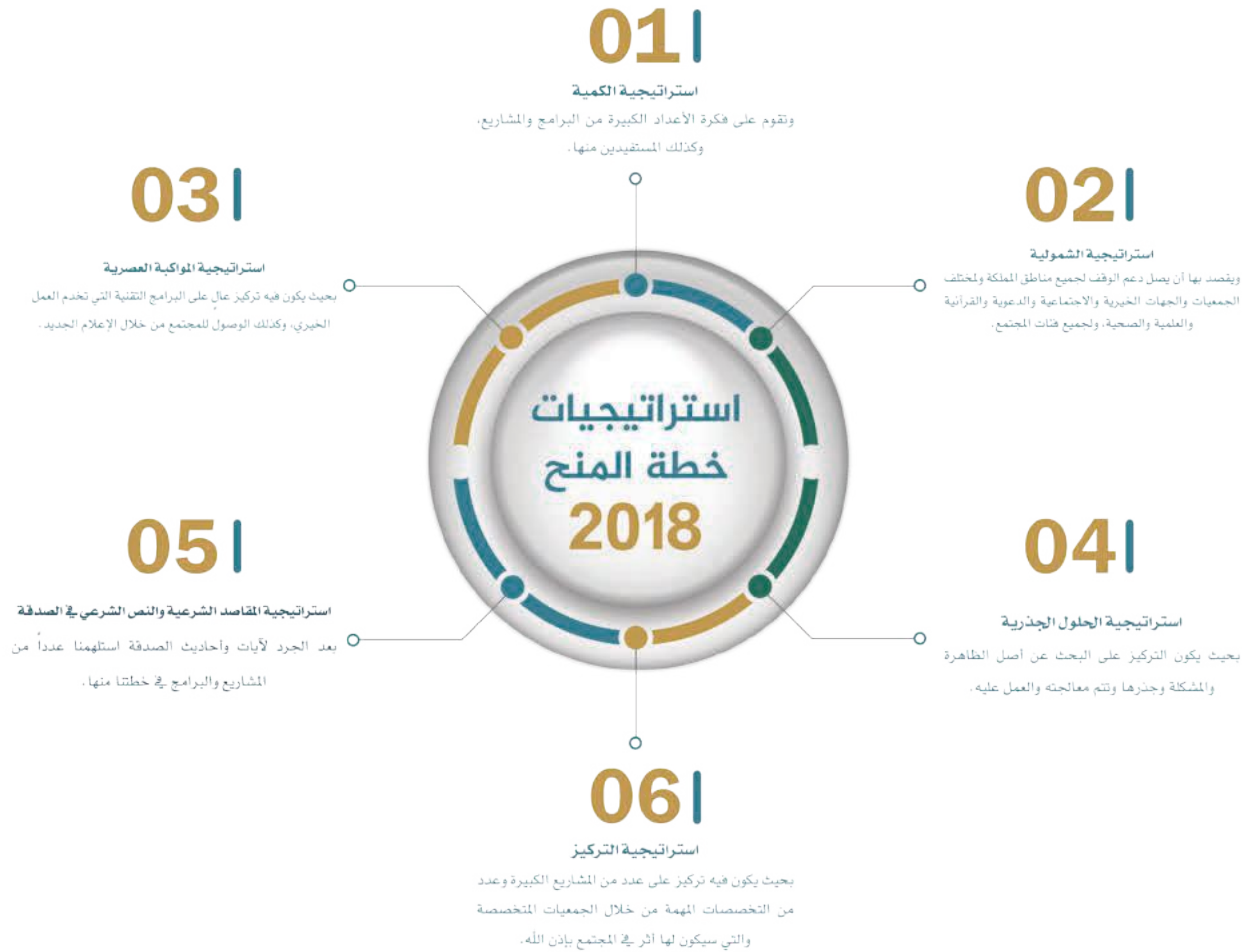 استراتيجيات
خطة المنح
2018
01
استراتيجية الكمية
وتقوم على فكرة الأعداد الكبيرة من البرامج والمشاريع،
وكذلك المستفيدين منها.
02
استراتيجية الشمولية
ويقصد بها أن يصل دعم الوقف لجميع مناطق المملكة ولمختلف
الجمعيات والجهات الخيرية والاجتماعية والدعوية والقرآنية
والعلمية والصحية، ولجميع فئات المجتمع.
03
استراتيجية المواكبة العصرية
بحيث يكون فيه تركيز عالٍ على البرامج التقنية التي تخدم العمل
الخيري، وكذلك الوصول للمجتمع من خلال الإعلام الجديد.
04
استراتيجية الحلول الجذرية
بحيث يكون التركيز على البحث عن أصل الظاهرة
والمشكلة وجذرها وتتم معالجته والعمل عليه.
05
استراتيجية المقاصد الشرعية والنص الشرعي في الصدقة
بعد الجرد لآيات وأحاديث الصدقة استلهمنا عدداً من
المشاريع والبرامج في خطتنا منها.
06
استراتيجية التركيز
بحيث يكون فيه تركيز على عدد من المشاريع الكبيرة وعدد
من التخصصات المهمة من خلال الجمعيات المتخصصة
والتي سيكون لها أثر في المجتمع بإذن الله.